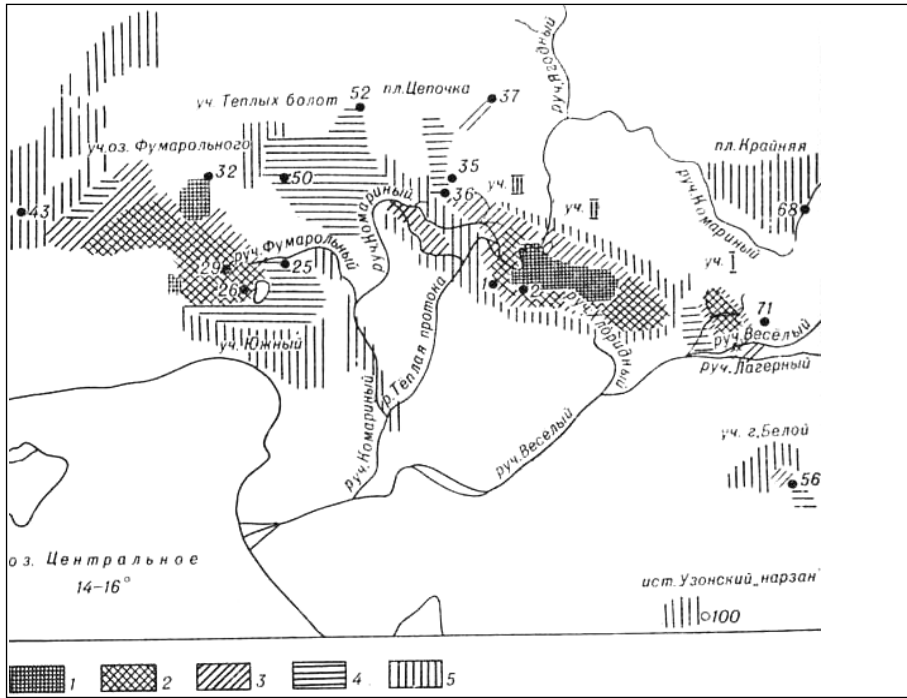 руч. Ягодный
52
пл. Цепочка
37
уч. Теплых болот
уч. оз. Фумарольного
пл. Крайняя
32
50
35
36
уч. III
43
руч. Комариный
руч. Комариный
68
уч. II
уч. I
руч. Фумарольный
29
25
26
1
2
71
руч. Хлоридный
руч. Весёлый
руч. Лагерный
уч. Южный
р. Теплая протока
руч. Комариный
руч. Веселый
уч. г. Белой
56
оз. Центральное
14–16°
ист. Узонский „нарзан"
100
1 2 3 4 5